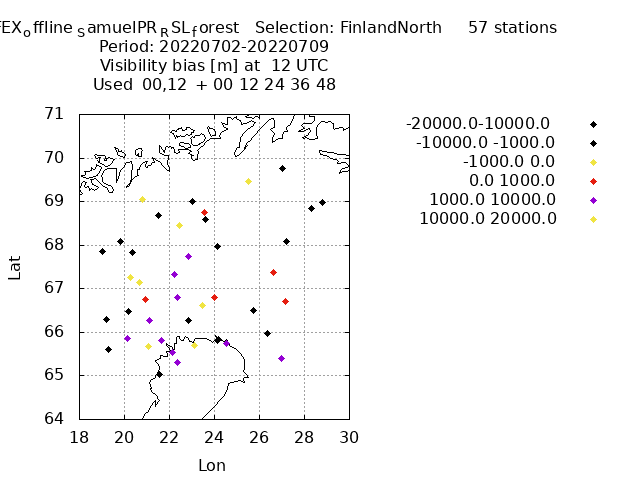 FEXoffline SamuelPR RSLforest Selection: FinlandNorth 57 stations
Period: 20220702-20220709
Visibility bias [m] at 12 UTC
Used 00,12 + 00 12 24 36 48
-20000.0-10000.0
-10000.0 -1000.0
-1000.0 0.0
0.0 1000.0
1000.0 10000.0
10000.0 20000.0
71
70
69
68
67
66
65
64
Lat
18 20 22 24 26 28 30
Lon